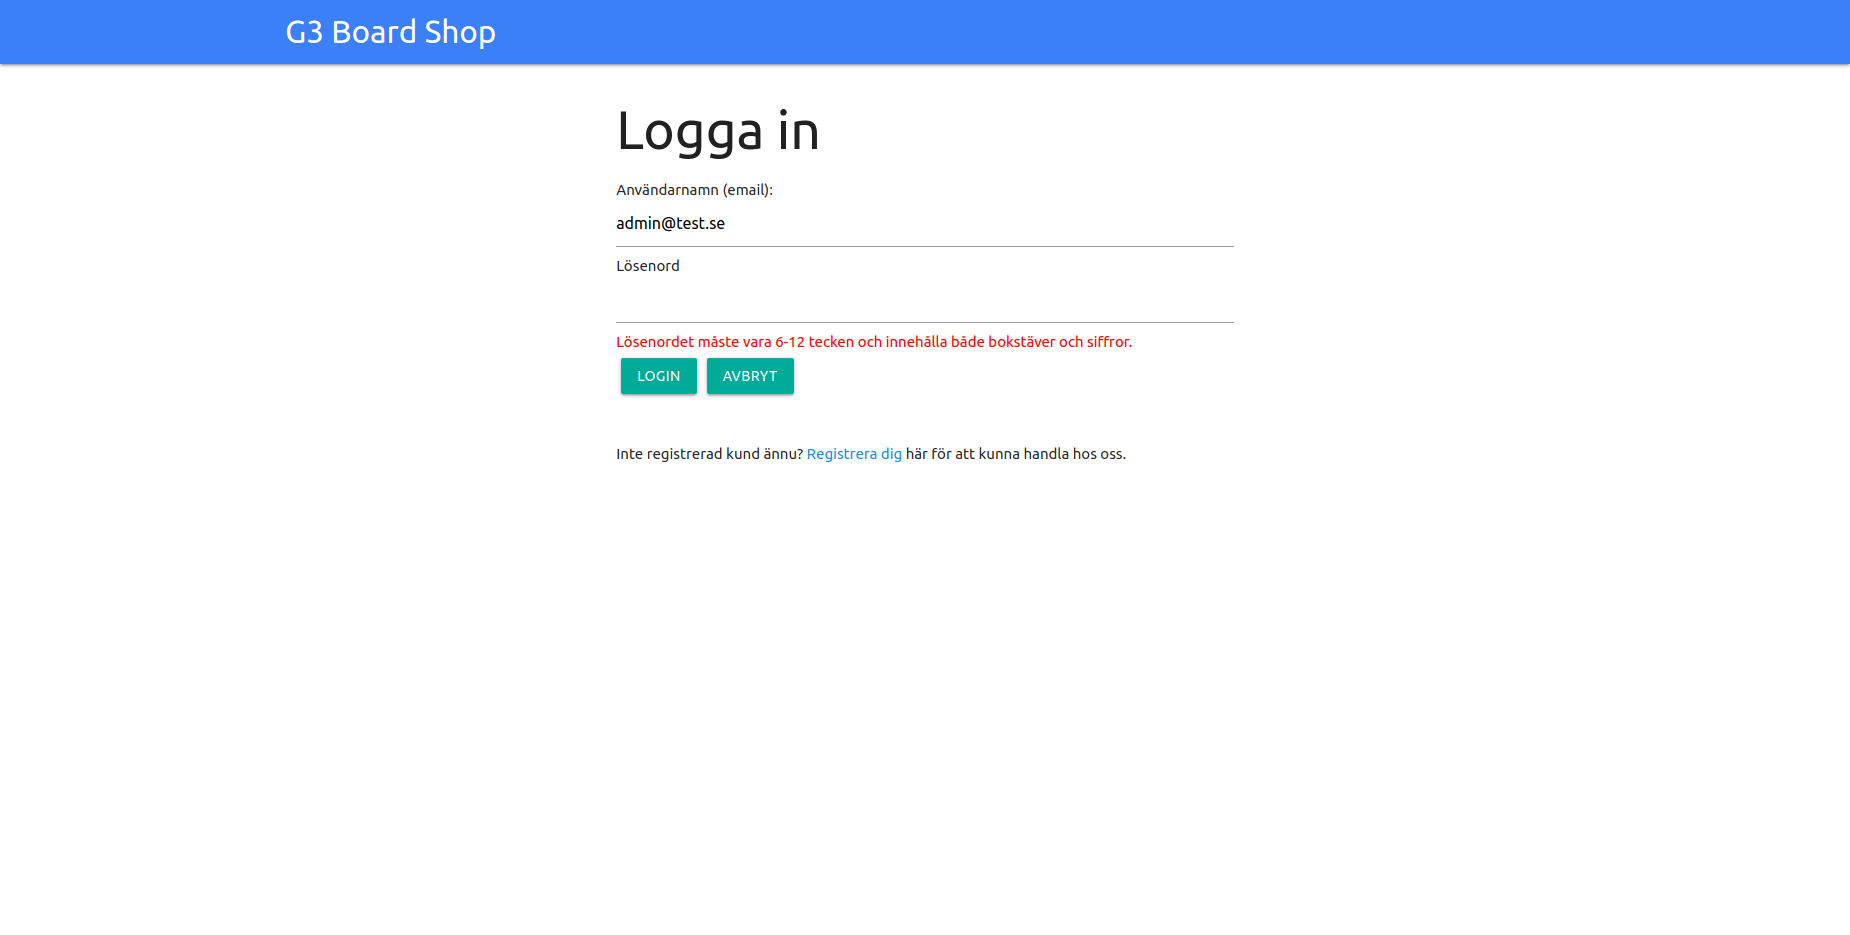 G3 Board Shop
Logga in
Användarnamn (email):
admin@test.se
Lösenord
Lösenordet måste vara 6-12 tecken och innehålla både bokstäver och siffror.
LOGIN AVBRYT
Inte registrerad kund ännu? Registrera dig här för att kunna handla hos oss.